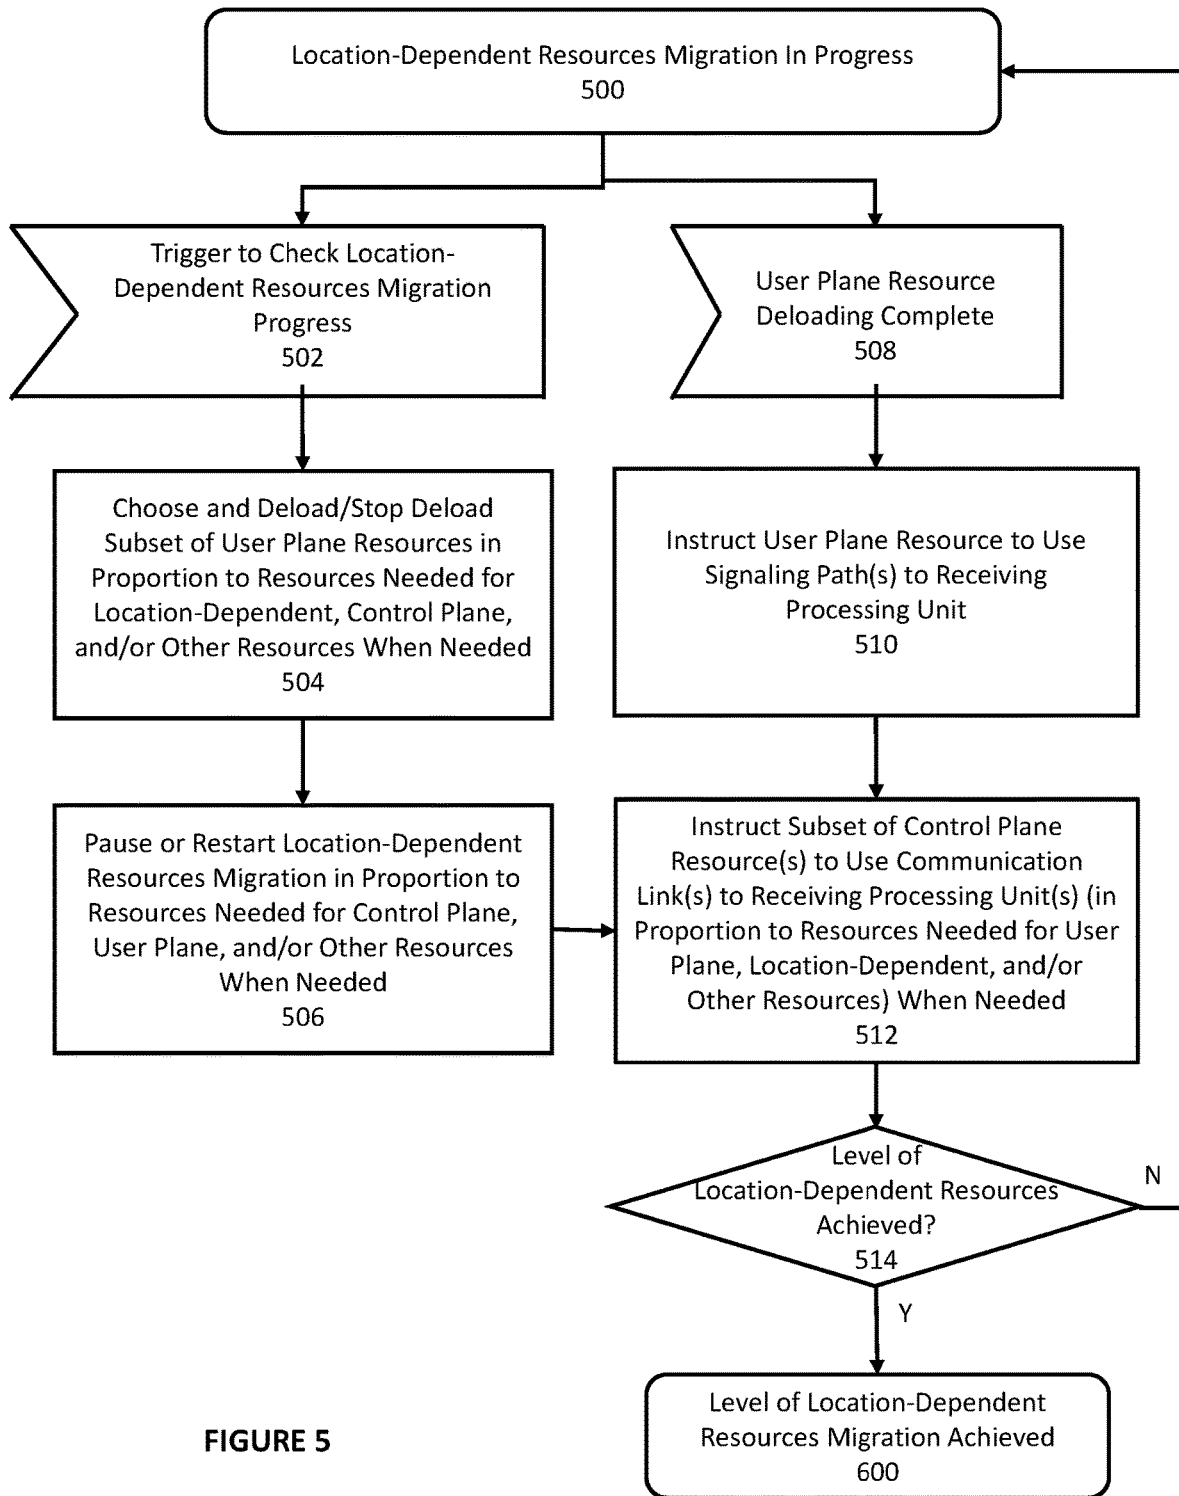 Location-Dependent Resources Migration In Progress
500
Trigger to Check Location-
Dependent Resources Migration
Progress
502
User Plane Resource
Deloading Complete
508
Choose and Deload/Stop Deload
Subset of User Plane Resources in
Proportion to Resources Needed for
Location-Dependent, Control Plane,
and/or Other Resources When Needed
504
Instruct User Plane Resource to Use
Signaling Path(s) to Receiving
Processing Unit
510
Pause or Restart Location-Dependent
Resources Migration in Proportion to
Resources Needed for Control Plane,
User Plane, and/or Other Resources
When Needed
506
Instruct Subset of Control Plane
Resource(s) to Use Communication
Link(s) to Receiving Processing Unit(s) (in
Proportion to Resources Needed for User
Plane, Location-Dependent, and/or
Other Resources) When Needed
512
Level of
Location-Dependent Resources
Achieved?
514
N
Y
Level of Location-Dependent
Resources Migration Achieved
600
FIGURE 5